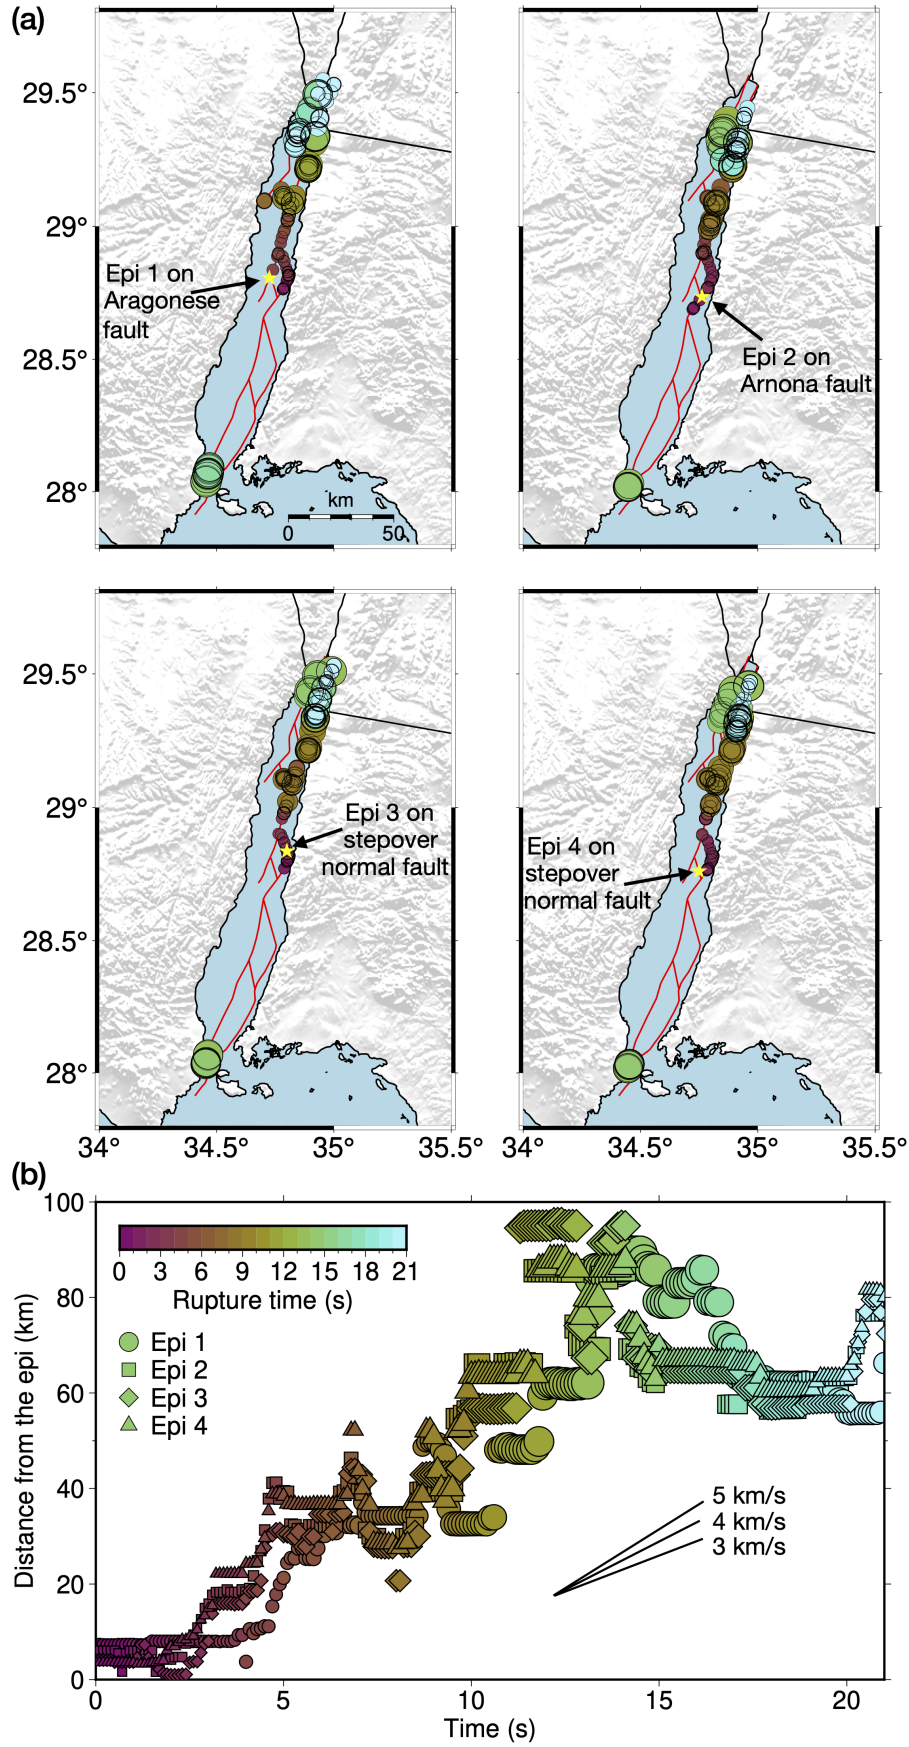 (a)
29.5°
29°
28.5°
28°
Epi 1 on
Aragonese
fault
km
0 50
Epi 2 on
Arnona fault
29.5°
29°
28.5°
28°
Epi 3 on
stepover
normal fault
Epi 4 on
stepover
normal fault
34° 34.5° 35° 35.5°
34° 34.5° 35° 35.5°
(b)
100
80
60
40
20
0
Distance from the epi (km)
0 3 6 9 12 15 18 21
Rupture time (s)
Epi 1
Epi 2
Epi 3
Epi 4
5 km/s
4 km/s
3 km/s
0 5 10 15 20
Time (s)